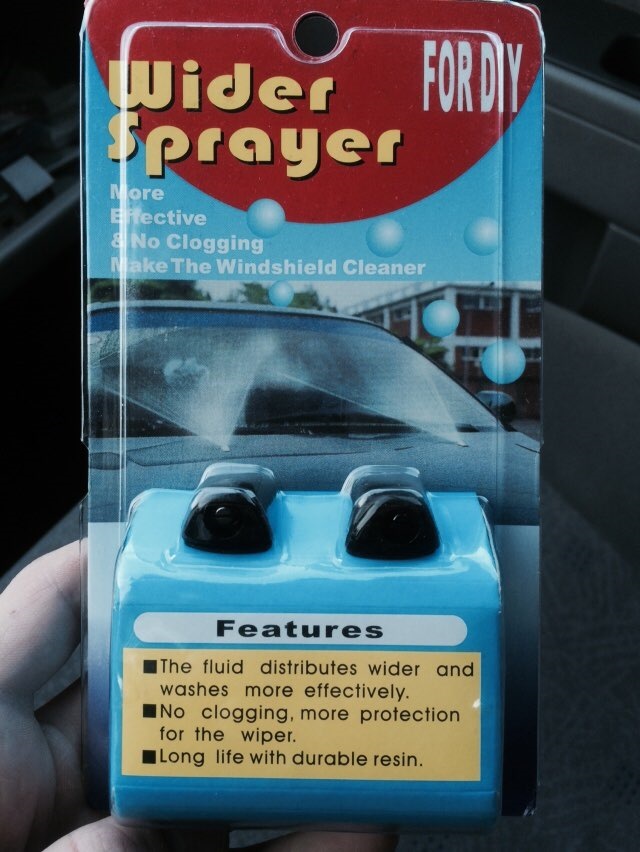 Wider
Sprayer
FOR DIY
More
Effective
& No Clogging
Make The Windshield Cleaner
Features
■The fluid distributes wider and
washes more effectively.
■No clogging, more protection
for the wiper.
■Long life with durable resin.